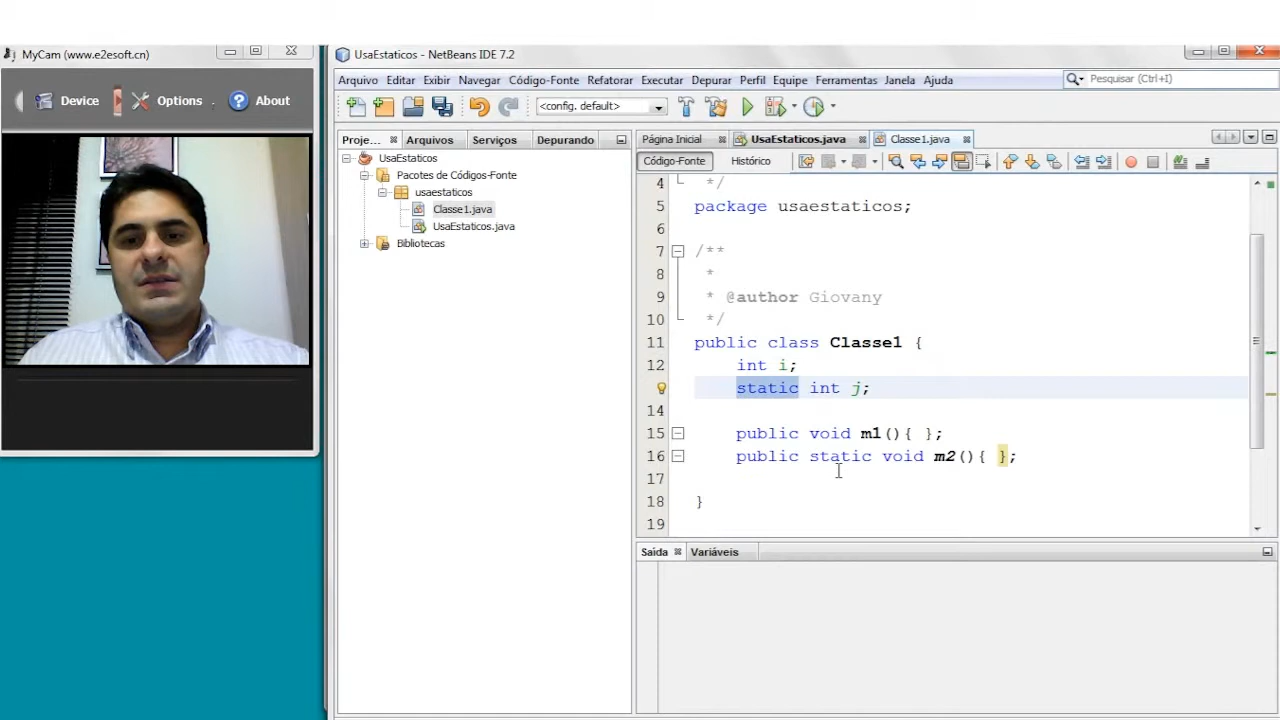 MyCam (www.e2esoft.cn)
Device
Options
About
UsaEstaticos - NetBeans IDE 7.2
Arquivo Editar Exibir Navegar Código-Fonte Refatorar Executar Depurar Perfil Equipe Ferramentas Janela Ajuda
Pesquisar (Ctrl+I)
<config. default>
Proje... Arquivos Serviços Depurando
UsaEstaticos
Pacotes de Códigos-Fonte
usaestaticos
Classe1.java
UsaEstaticos.java
Bibliotecas
Página Inicial UsaEstaticos.java Classe1.java
Código-Fonte Histórico
4 */
5 package usaestaticos;
6
7 /**
8 *
9 * @author Giovany
10 */
11 public class Classe1 {
12 int i;
static int j;
14
15 public void m1(){ };
16 public static void m2(){ };
17
18 }
19
Saída Variáveis